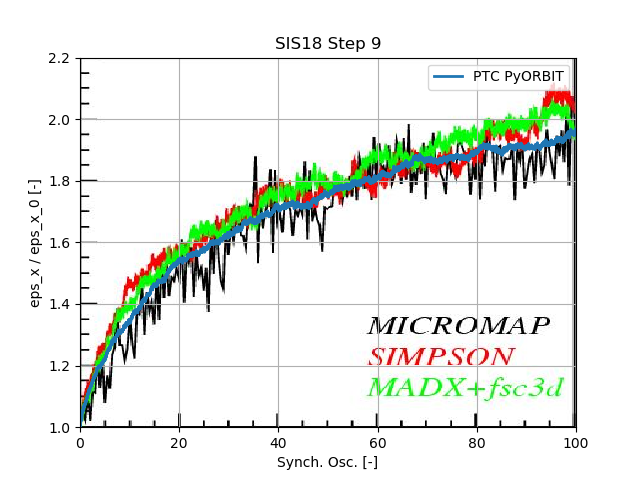 SIS18 Step 9
PTC PyORBIT
2.2
2.0
1.8
1.6
1.4
1.2
1.0
eps_x / eps_x_0 [-]
MICROMAP
SIMPSON
MADX+fsc3d
0 20 40 60 80 100
Synch. Osc. [-]